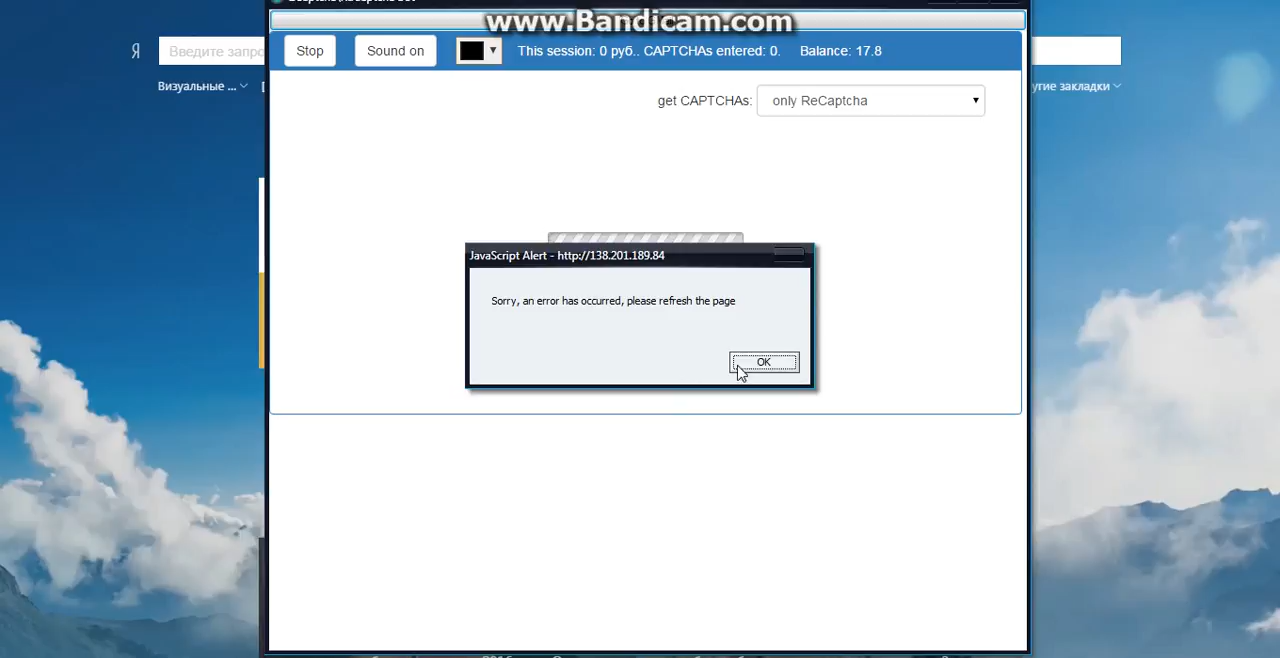 www.Bandicam.com
Я
Введите запро
Stop
Sound on
This session: 0 руб.. CAPTCHAs entered: 0.
Balance: 17.8
Визуальные ...
угие закладки
get CAPTCHAs:
only ReCaptcha
JavaScript Alert - http://138.201.189.84
Sorry, an error has occurred, please refresh the page
OK